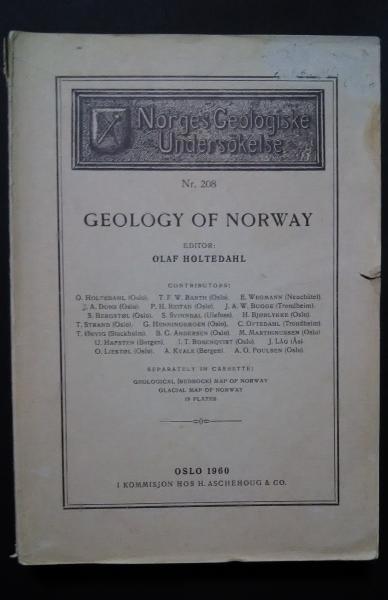 Norges Geologiske
Undersökelse
Nr. 208
GEOLOGY OF NORWAY
EDITOR:
OLAF HOLTEDAHL
CONTRIBUTORS:
O. HOLTEDAHL (Oslo). T. F. W. BARTH (Oslo). E. WEGMANN (Neuchâtel).
J. A. DONS (Oslo). P. H. REITAN (Oslo). J. A. W. BUGGE (Trondheim).
S. BERGSTØL (Oslo). S. SVINNDAL (Ulefoss). H. BJØRLYKKE (Oslo).
T. STRAND (Oslo). G. HENNINGSMOEN (Oslo). C. OFTEDAHL (Trondheim).
T. ØRVIG (Stockholm). B. G. ANDERSEN (Oslo). M. MARTHINUSSEN (Oslo)
U. HAFSTEN (Bergen). I. T. ROSENQVIST (Oslo). J. LÅG (Ås).
O. LIESTØL (Oslo). A. KVALE (Bergen). A. O. POULSEN (Oslo).
SEPARATELY IN CASSETTE:
GEOLOGICAL (BEDROCK) MAP OF NORWAY
GLACIAL MAP OF NORWAY
19 PLATES
OSLO 1960
I KOMMISJON HOS H. ASCHEHOUG & CO.